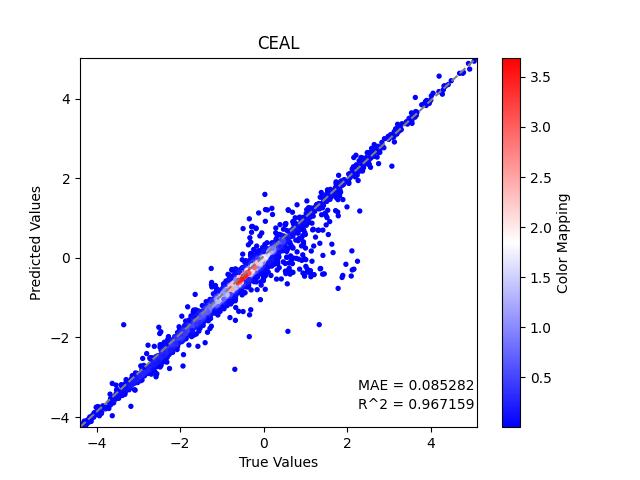 CEAL
4
2
0
−2
−4
Predicted Values
−4
−2
0
2
4
True Values
MAE = 0.085282
R^2 = 0.967159
3.5
3.0
2.5
2.0
1.5
1.0
0.5
Color Mapping